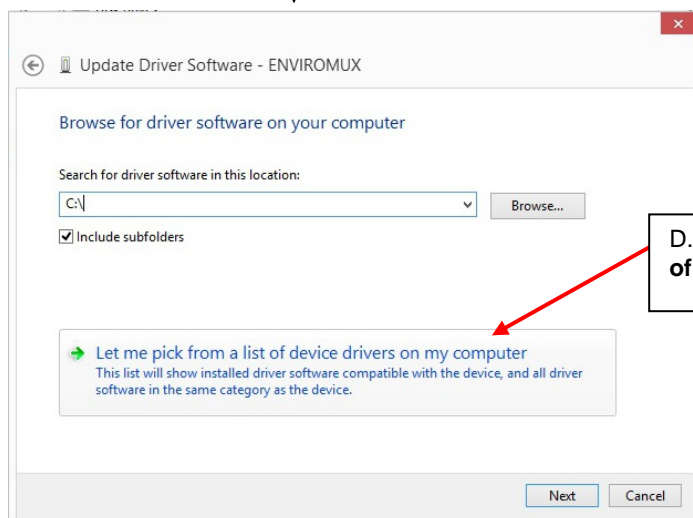 Update Driver Software - ENVIROMUX
Browse for driver software on your computer
Search for driver software in this location:
C:\
Browse...
Include subfolders
D.
of
Let me pick from a list of device drivers on my computer
This list will show installed driver software compatible with the device, and all driver
software in the same category as the device.
Next
Cancel